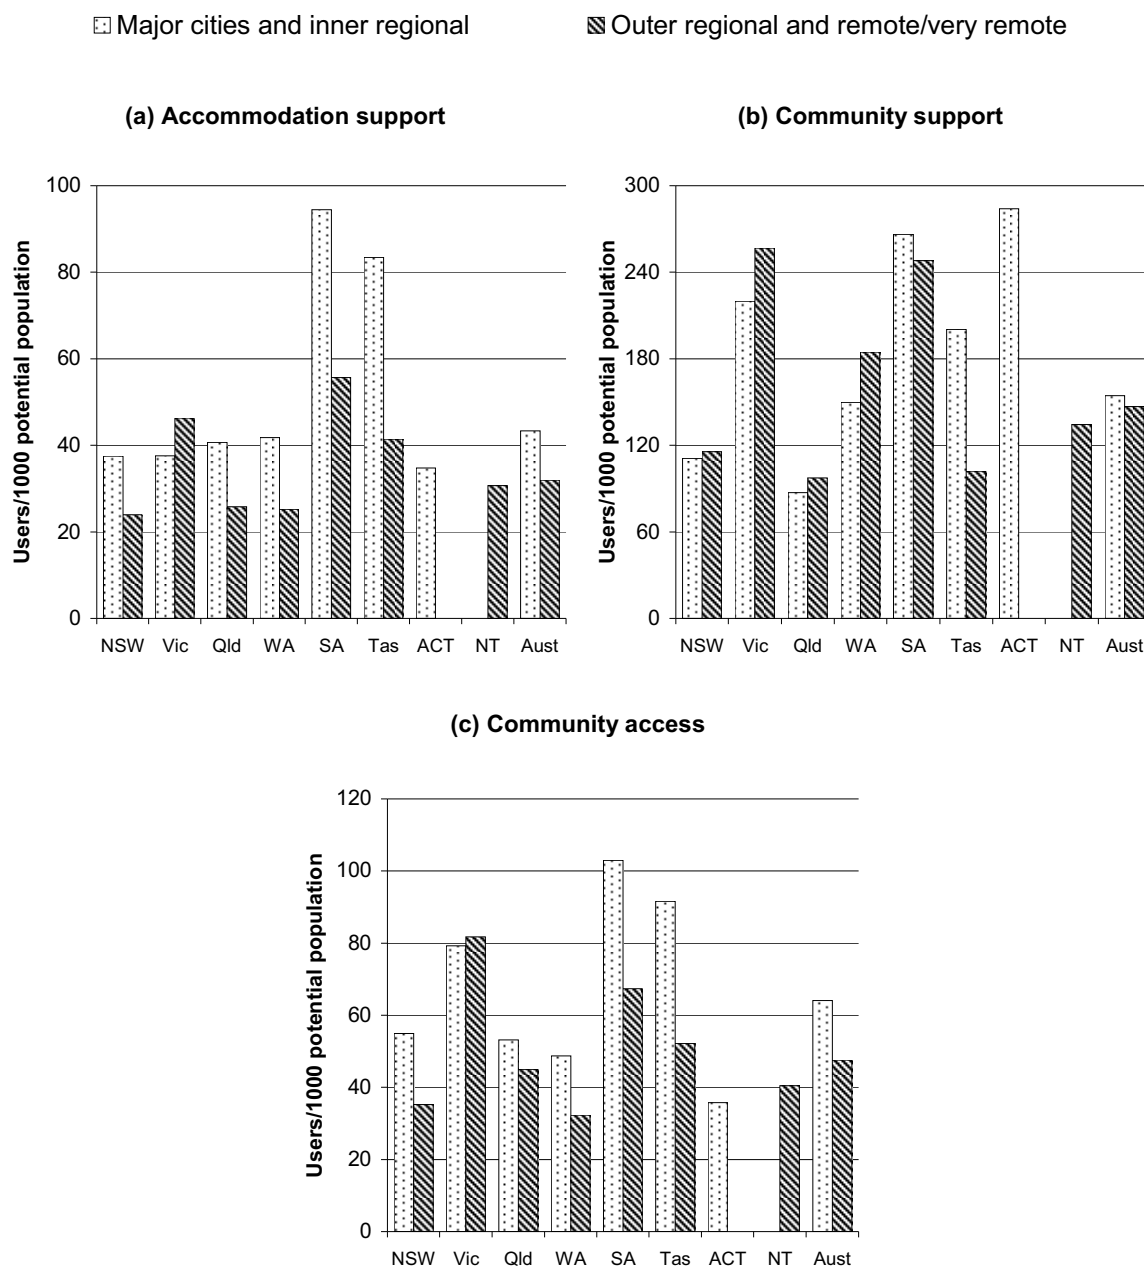 Major cities and inner regional Outer regional and remote/very remote
(a) Accommodation support
Users/1000 potential population
100
80
60
40
20
0
NSW Vic Qld WA SA Tas ACT NT Aust
(b) Community support
Users/1000 potential population
300
240
180
120
60
0
NSW Vic Qld WA SA Tas ACT NT Aust
(c) Community access
Users/1000 potential population
120
100
80
60
40
20
0
NSW Vic Qld WA SA Tas ACT NT Aust